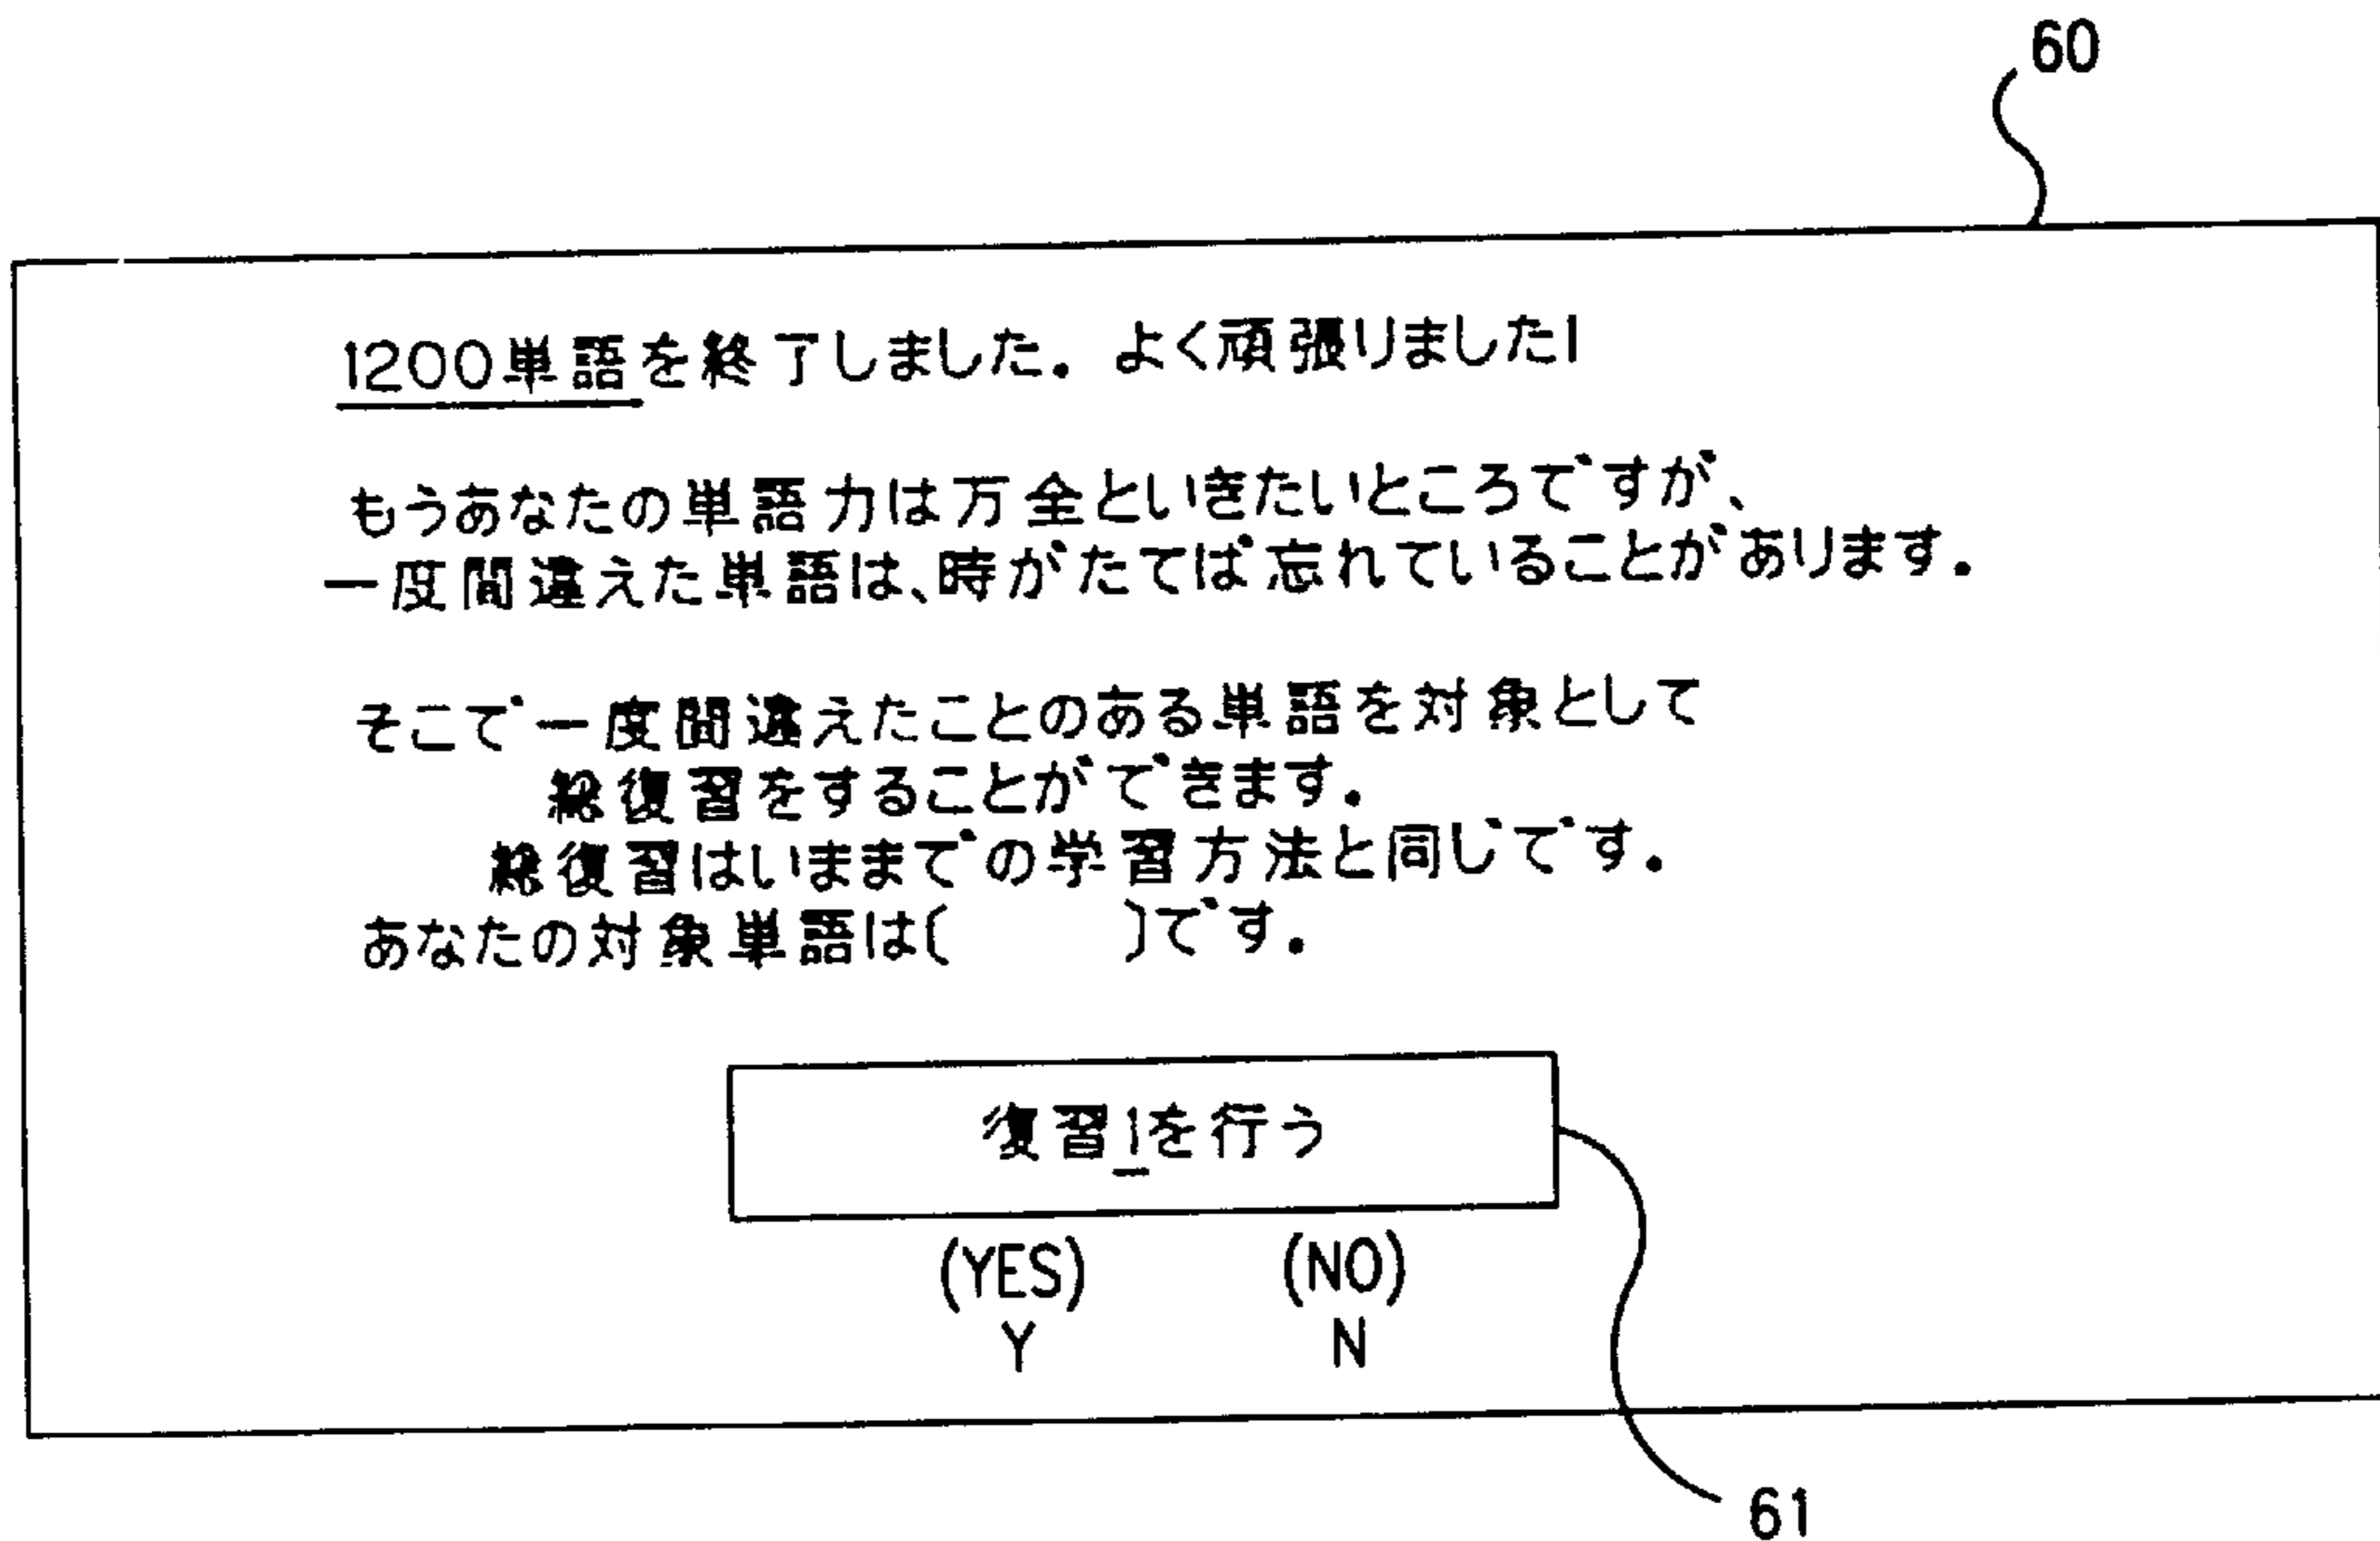 60
1200単語を終了しました。よく頑張りました!
もうあなたの単語力は万全といきたいところですが、
一度間違えた単語は、時がたてば忘れていることがあります。
そこで一度間違えたことのある単語を対象として
総復習をすることができます。
総復習はいままでの学習方法と同じです。
あなたの対象単語は( )です。
復習1を行う
(YES) (NO)
Y N
61